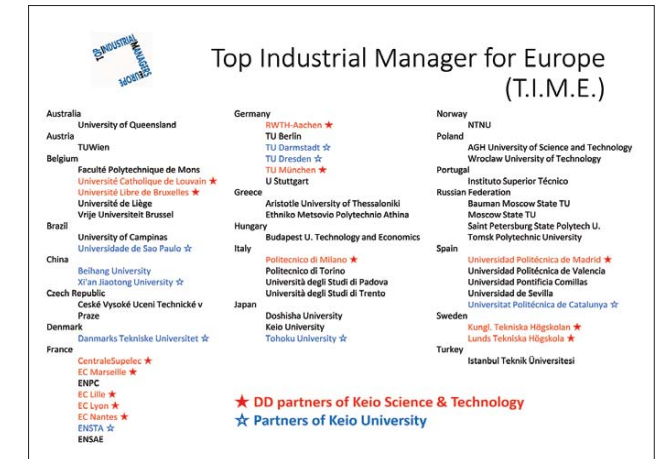 TOP INDUSTRIAL MANAGERS EUROPE
Top Industrial Manager for Europe
(T.I.M.E.)
Australia
University of Queensland
Austria
TUWien
Belgium
Faculté Polytechnique de Mons
Université Catholique de Louvain ★
Université Libre de Bruxelles ★
Université de Liège
Vrije Universiteit Brussel
Brazil
University of Campinas
Universidade de Sao Paulo ☆
China
Beihang University
Xi'an Jiaotong University ☆
Czech Republic
Ceské Vysoké Uceni Technické v
Praze
Denmark
Danmarks Tekniske Universitet ☆
France
CentraleSupelec ★
EC Marseille ★
ENPC
EC Lille ★
EC Lyon ★
EC Nantes ★
ENSTA ☆
ENSAE
Germany
RWTH-Aachen ★
TU Berlin
TU Darmstadt ☆
TU Dresden ☆
TU München ★
U Stuttgart
Greece
Aristotle University of Thessaloniki
Ethniko Metsovio Polytechnio Athina
Hungary
Budapest U. Technology and Economics
Italy
Politecnico di Milano ★
Politecnico di Torino
Università degli Studi di Padova
Università degli Studi di Trento
Japan
Doshisha University
Keio University
Tohoku University ☆
Norway
NTNU
Poland
AGH University of Science and Technology
Wroclaw University of Technology
Portugal
Instituto Superior Técnico
Russian Federation
Bauman Moscow State TU
Moscow State TU
Saint Petersburg State Polytech U.
Tomsk Polytechnic University
Spain
Universidad Politécnica de Madrid ★
Universidad Politécnica de Valencia
Universidad Pontificia Comillas
Universidad de Sevilla
Universitat Politécnica de Catalunya ☆
Sweden
Kungl. Tekniska Högskolan ★
Lunds Tekniska Högskola ★
Turkey
Istanbul Teknik Üniversitesi
★ DD partners of Keio Science & Technology
☆ Partners of Keio University